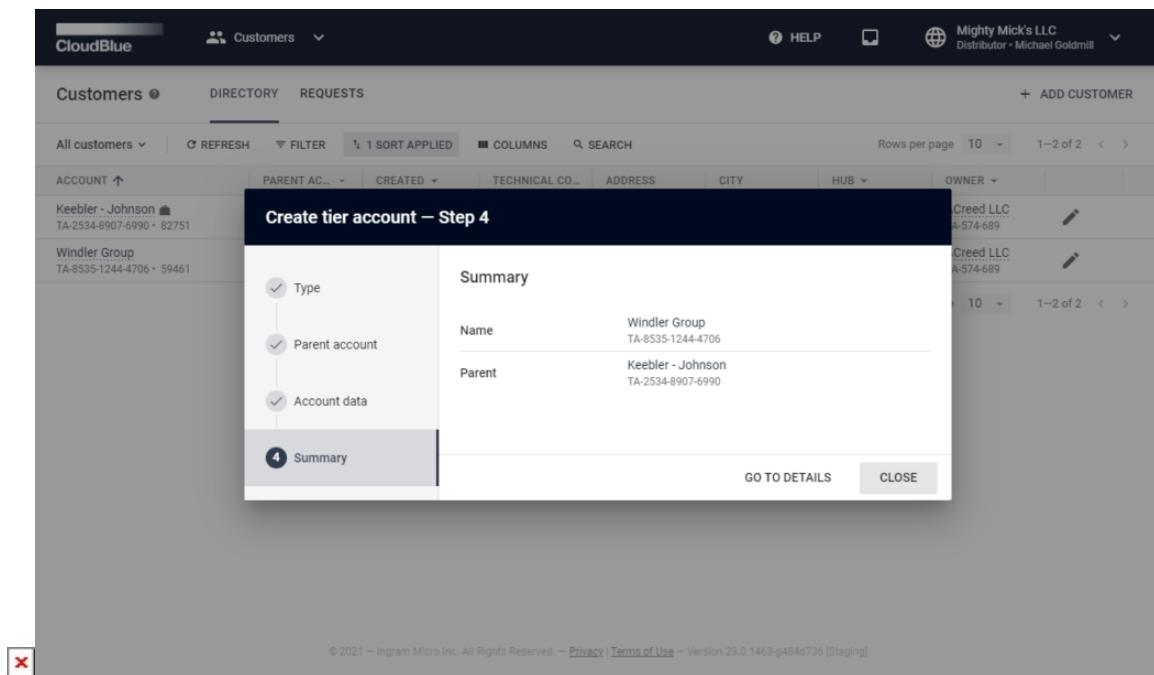 CloudBlue Customers HELP Mighty Mick's LLC
Distributor • Michael Goldmill
Customers DIRECTORY REQUESTS + ADD CUSTOMER
All customers REFRESH FILTER 1 SORT APPLIED COLUMNS SEARCH Rows per page 10 1–2 of 2
ACCOUNT PARENT AC... CREATED TECHNICAL CO... ADDRESS CITY HUB OWNER
Keebler - Johnson Creed LLC
TA-2534-8907-6990 • 82751 A-574-689
Windler Group Creed LLC
TA-8535-1244-4706 • 59461 A-574-689
10 1–2 of 2
Create tier account — Step 4
Type
Parent account
Account data
4 Summary
Summary
Name Windler Group
TA-8535-1244-4706
Parent Keebler - Johnson
TA-2534-8907-6990
GO TO DETAILS CLOSE
© 2021 — Ingram Micro Inc. All Rights Reserved. — Privacy | Terms of Use — Version 23.0.1463-g484d736 [Staging]